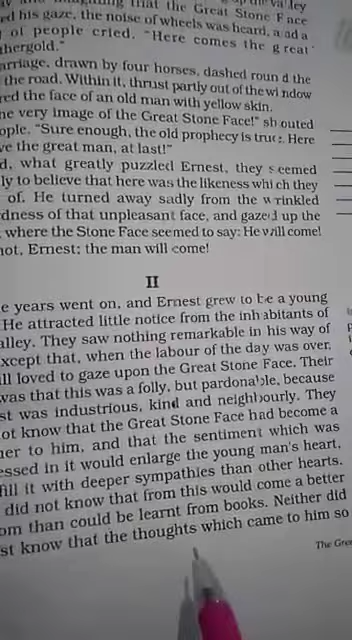 that the Great Stone Face
ed his gaze, the noise of wheels was heard, and a
of people cried, "Here comes the great
thergold."
arriage, drawn by four horses, dashed round the
the road. Within it, thrust partly out of the window
red the face of an old man with yellow skin.
he very image of the Great Stone Face!" shouted
ople. "Sure enough, the old prophecy is true. Here
ve the great man, at last!"
d, what greatly puzzled Ernest, they seemed
ly to believe that here was the likeness which they
of. He turned away sadly from the wrinkled
dness of that unpleasant face, and gazed up the
where the Stone Face seemed to say: He will come!
not, Ernest; the man will come!
II
e years went on, and Ernest grew to be a young
He attracted little notice from the inhabitants of
alley. They saw nothing remarkable in his way of
xcept that, when the labour of the day was over,
ill loved to gaze upon the Great Stone Face. Their
was that this was a folly, but pardonable, because
st was industrious, kind and neighbourly. They
ot know that the Great Stone Face had become a
her to him, and that the sentiment which was
essed in it would enlarge the young man's heart,
fill it with deeper sympathies than other hearts.
did not know that from this would come a better
om than could be learnt from books. Neither did
st know that the thoughts which came to him so
The Gre